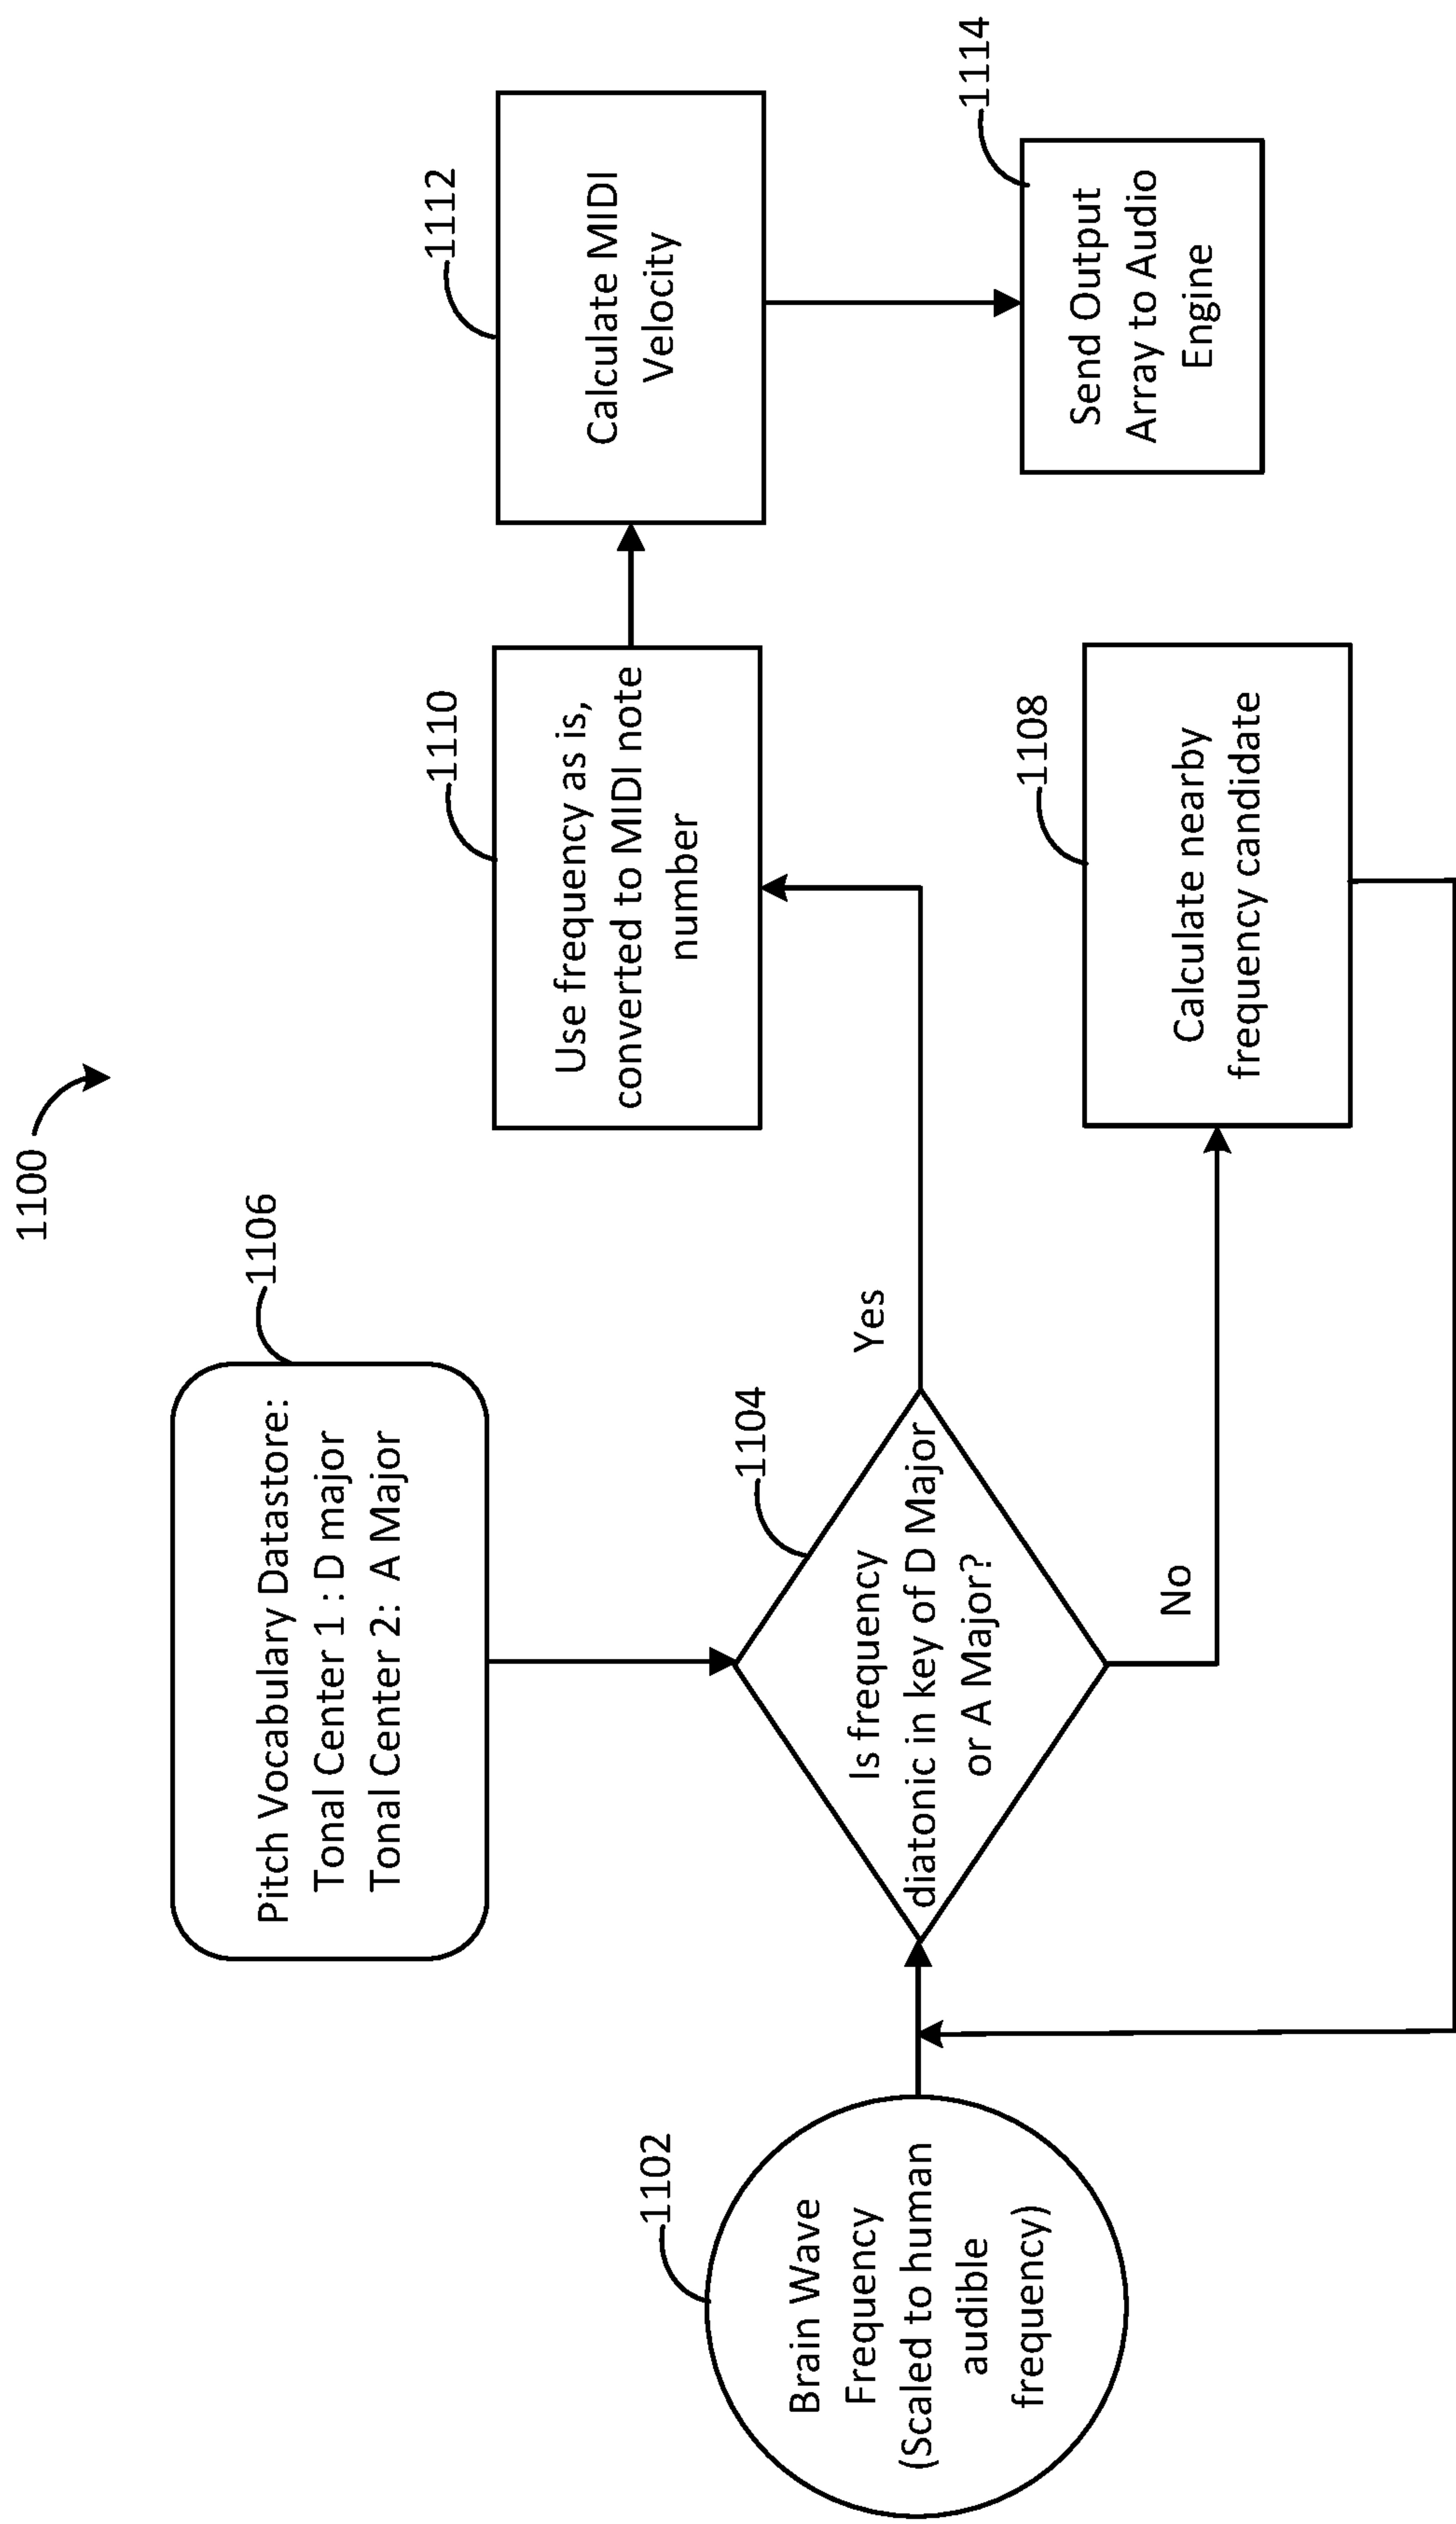 1100
1106
Pitch Vocabulary Datastore:
Tonal Center 1 : D major
Tonal Center 2:  A Major
1102
Brain Wave
Frequency
(Scaled to human
audible
frequency)
1104
Is frequency
diatonic in key of D Major
or A Major?
Yes
No
1110
Use frequency as is,
converted to MIDI note
number
1108
Calculate nearby
frequency candidate
1112
Calculate MIDI
Velocity
1114
Send Output
Array to Audio
Engine